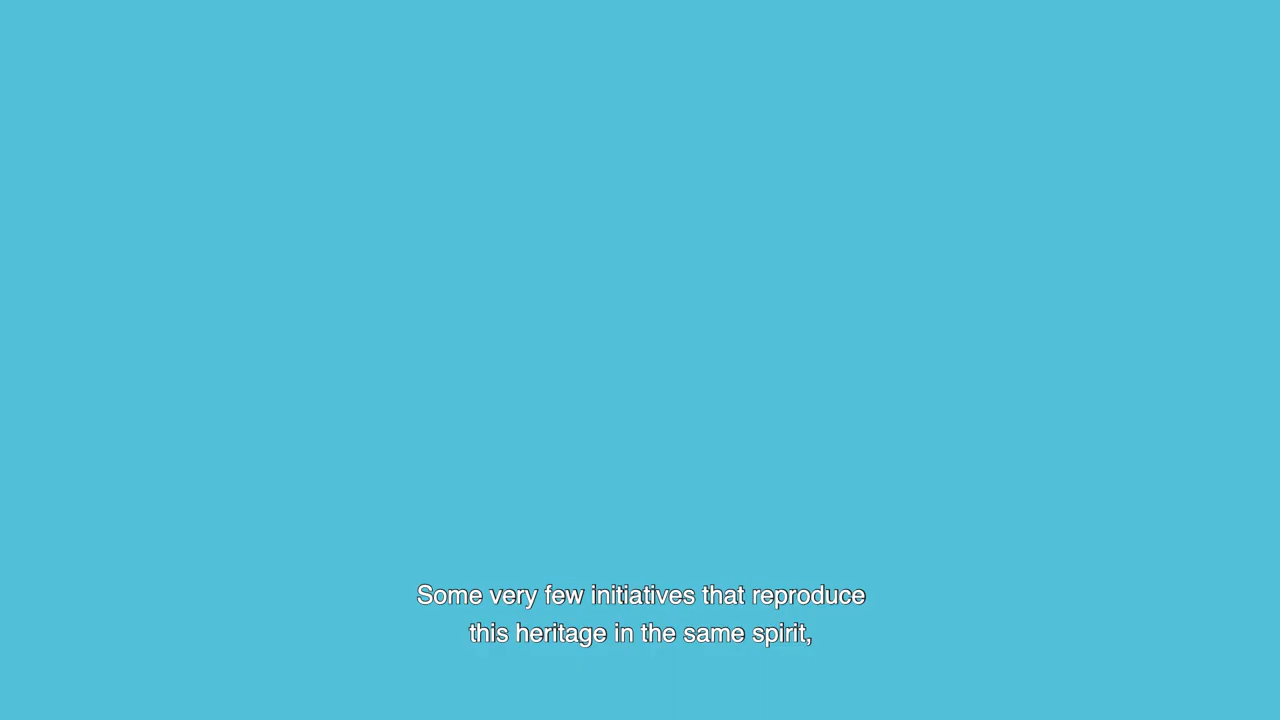 Some very few initiatives that reproduce
this heritage in the same spirit,